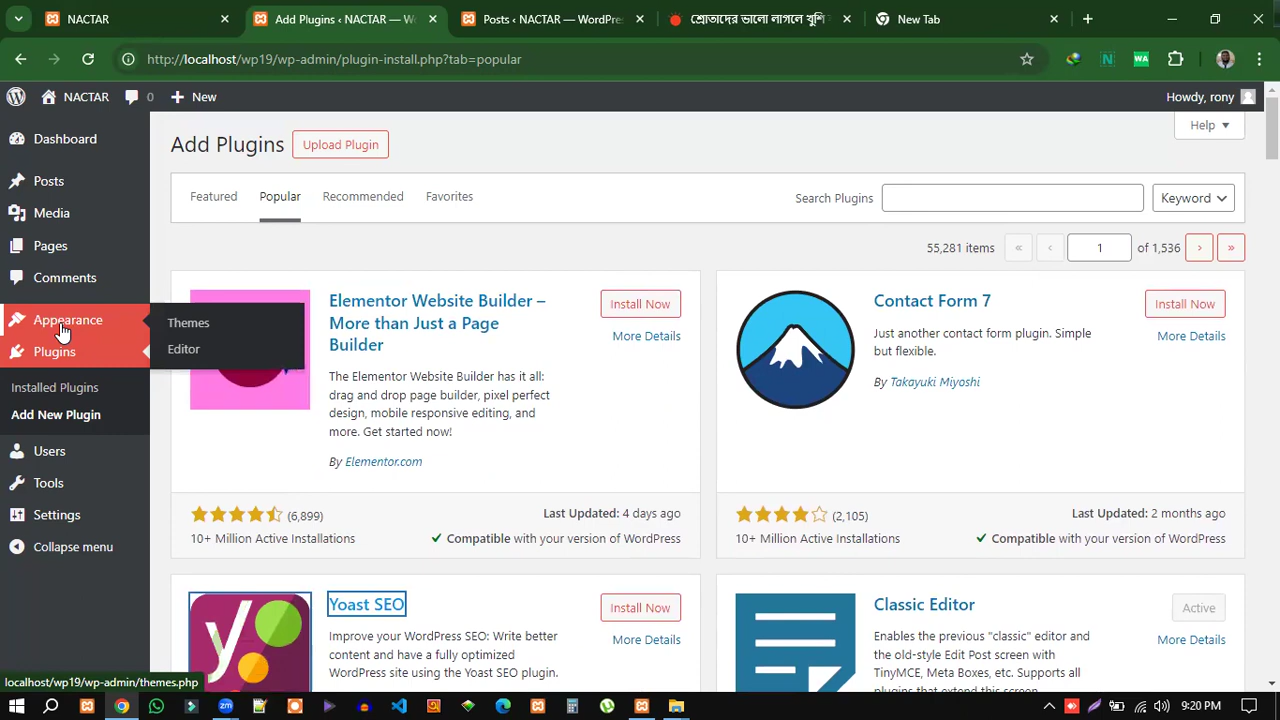 NACTAR
Add Plugins ‹ NACTAR — W
Posts ‹ NACTAR — WordPres
শ্রোতাদের ভালো লাগলে খুশি
New Tab
http://localhost/wp19/wp-admin/plugin-install.php?tab=popular
N
WA
NACTAR
0
New
Howdy, rony
Dashboard
Posts
Media
Pages
Comments
Appearance
Themes
Editor
Plugins
Installed Plugins
Add New Plugin
Users
Tools
Settings
Collapse menu
Add Plugins
Upload Plugin
Help
Featured
Popular
Recommended
Favorites
Search Plugins
Keyword
55,281 items
«
‹
1
of 1,536
›
»
Elementor Website Builder –
More than Just a Page
Builder
Install Now
More Details
The Elementor Website Builder has it all:
drag and drop page builder, pixel perfect
design, mobile responsive editing, and
more. Get started now!
By Elementor.com
(6,899)
10+ Million Active Installations
Last Updated: 4 days ago
Compatible with your version of WordPress
Contact Form 7
Install Now
More Details
Just another contact form plugin. Simple
but flexible.
By Takayuki Miyoshi
(2,105)
10+ Million Active Installations
Last Updated: 2 months ago
Compatible with your version of WordPress
Yoast SEO
Install Now
More Details
Improve your WordPress SEO: Write better
content and have a fully optimized
WordPress site using the Yoast SEO plugin.
Classic Editor
Active
More Details
Enables the previous "classic" editor and
the old-style Edit Post screen with
TinyMCE, Meta Boxes, etc. Supports all
plugins that extend this screen.
localhost/wp19/wp-admin/themes.php
9:20 PM